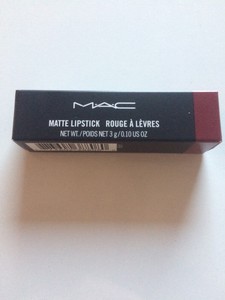 MAC
MATTE LIPSTICK ROUGE À LÈVRES
NET WT. / POIDS NET 3 g / 0.10 US OZ